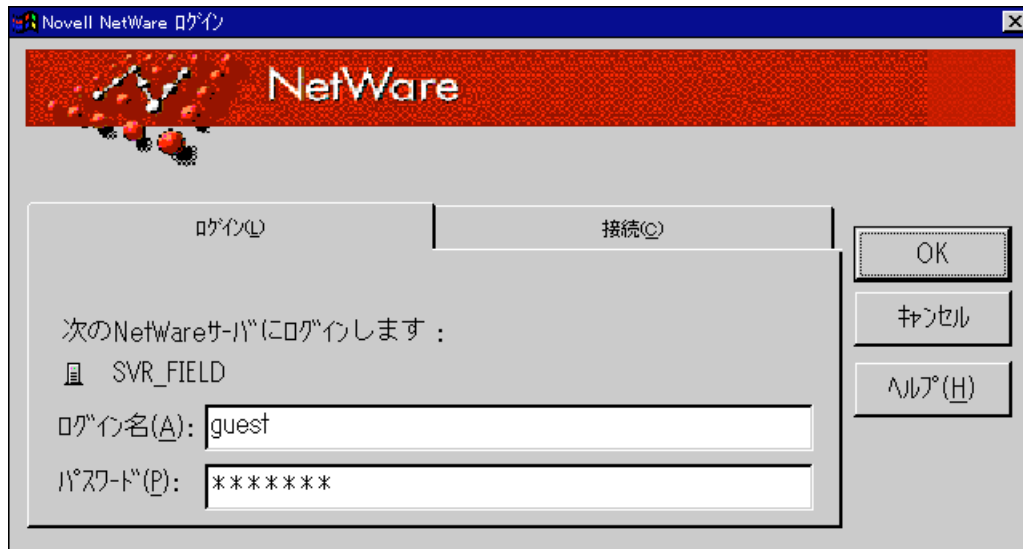 Novell NetWare ﾛｸﾞｲﾝ
NetWare
ﾛｸﾞｲﾝ(L)
接続(C)
OK
次のNetWareｻｰﾊﾞにﾛｸﾞｲﾝします：
ｷｬﾝｾﾙ
SVR_FIELD
ﾍﾙﾌﾟ(H)
ﾛｸﾞｲﾝ名(A): guest
ﾊﾟｽﾜｰﾄﾞ(P): *******